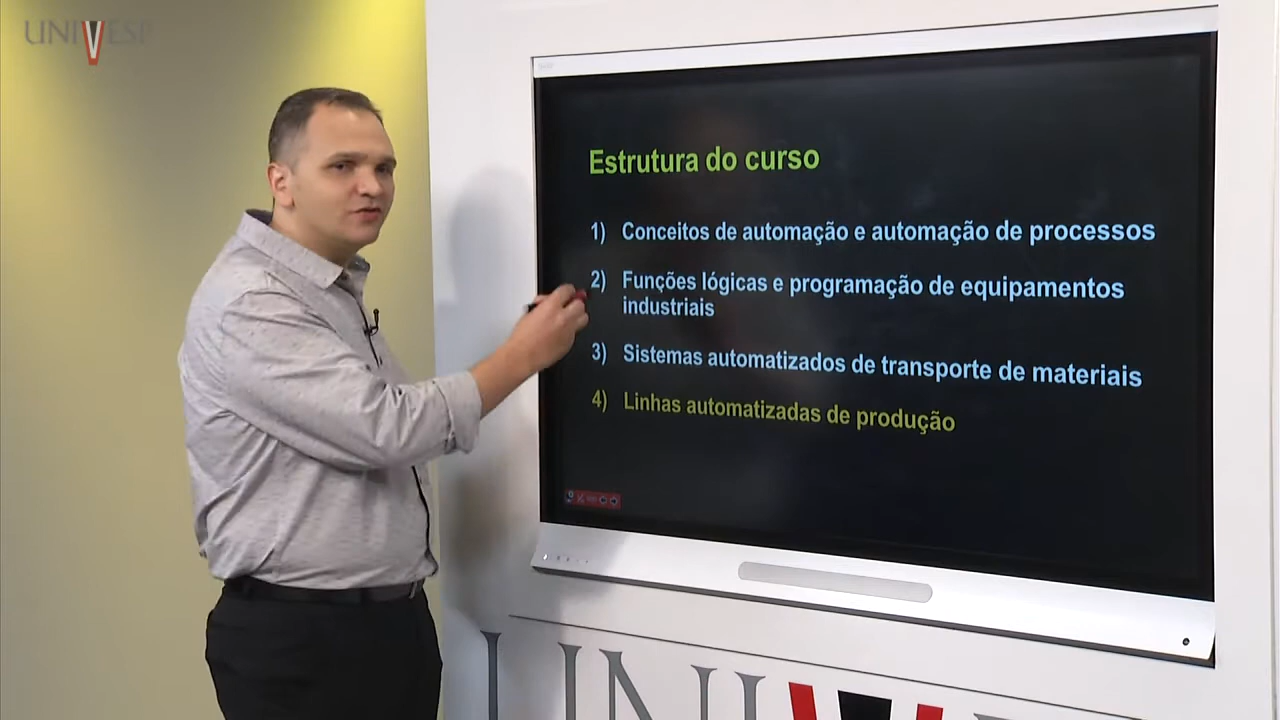 UNIVESP
Estrutura do curso
1) Conceitos de automação e automação de processos
2) Funções lógicas e programação de equipamentos
industriais
3) Sistemas automatizados de transporte de materiais
4) Linhas automatizadas de produção
UNIVE